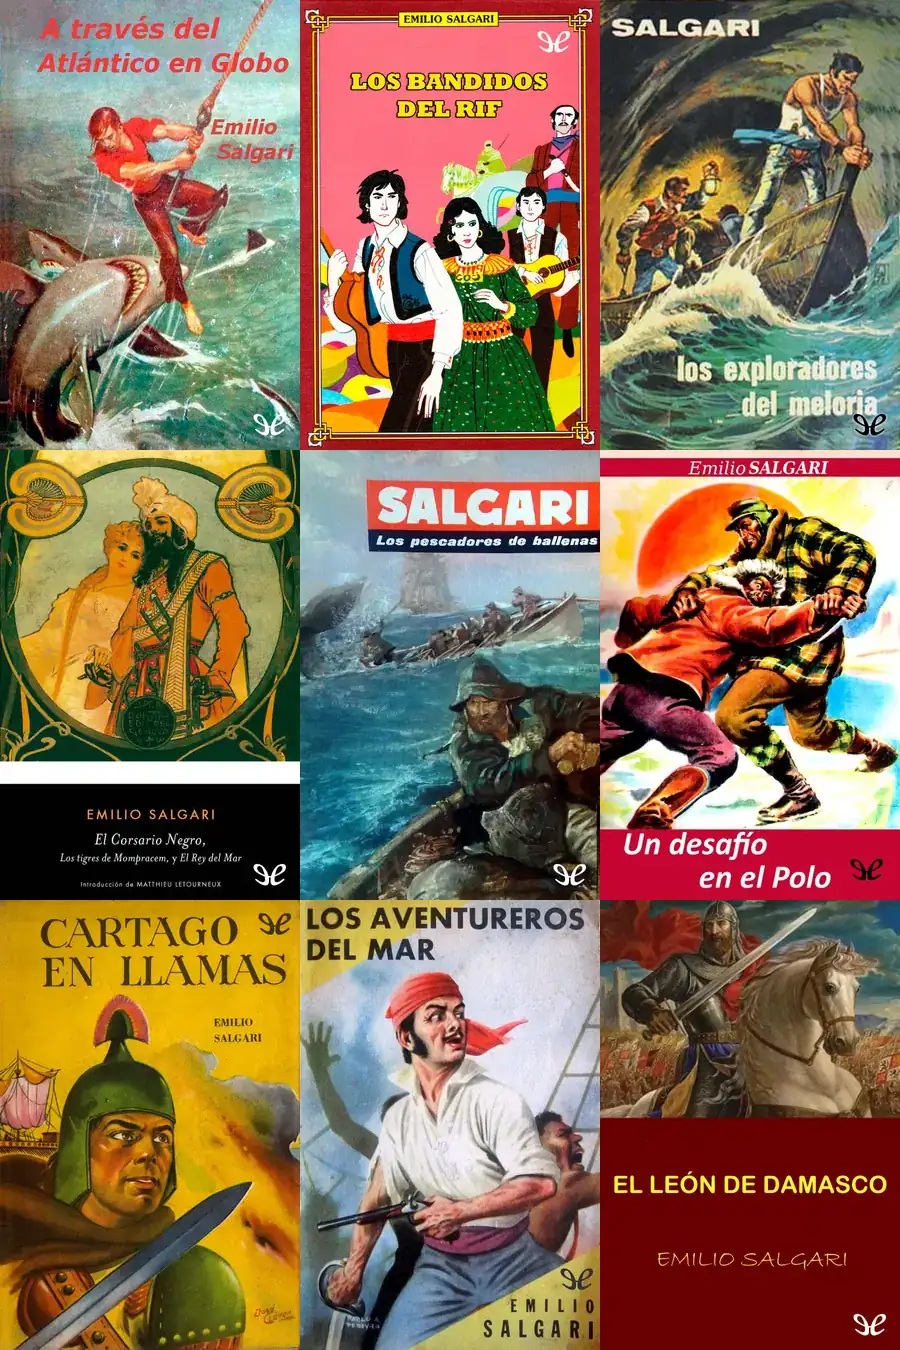 A través del
Atlántico en Globo
Emilio
Salgari
EMILIO SALGARI
LOS BANDIDOS
DEL RIF
SALGARI
los exploradores
del meloria
EMILIO SALGARI
El Corsario Negro,
Los tigres de Mompracem, y El Rey del Mar
Introducción de MATTHIEU LETOURNEUX
SALGARI
Los pescadores de ballenas
Emilio SALGARI
Un desafío
en el Polo
CARTAGO
EN LLAMAS
EMILIO
SALGARI
LOS AVENTUREROS
DEL MAR
EMILIO
SALGARI
EL LEÓN DE DAMASCO
EMILIO SALGARI